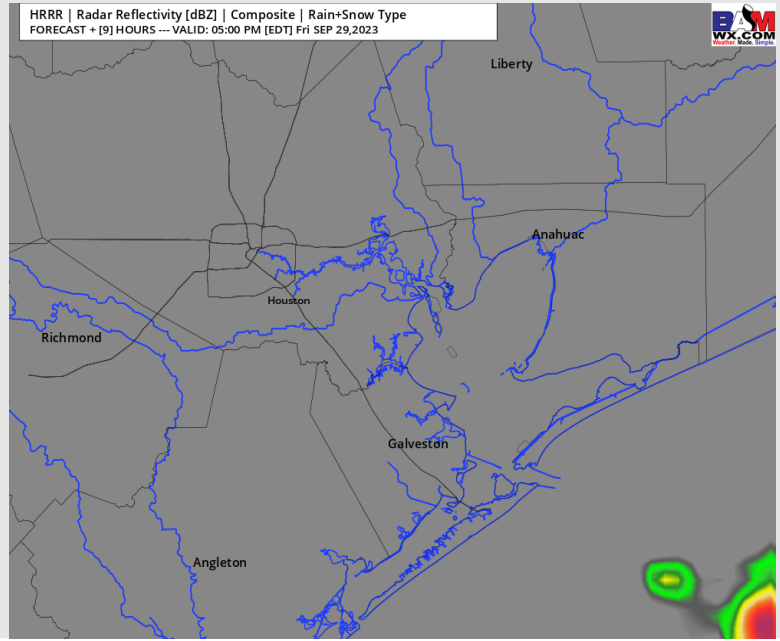 HRRR | Radar Reflectivity [dBZ] | Composite | Rain+Snow Type
FORECAST + [9] HOURS --- VALID: 05:00 PM [EDT] Fri SEP 29,2023
BAM
WX.COM
Weather. Made. Simple.
Liberty
Anahuac
Houston
Richmond
Galveston
Angleton